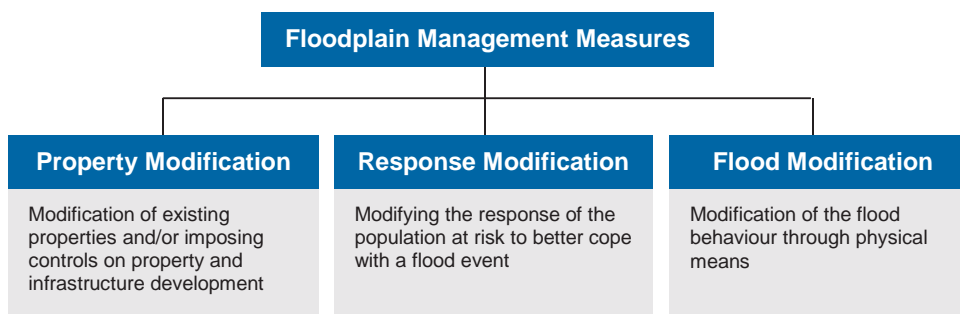 Floodplain Management Measures
Property Modification
Modification of existing
properties and/or imposing
controls on property and
infrastructure development
Response Modification
Modifying the response of the
population at risk to better cope
with a flood event
Flood Modification
Modification of the flood
behaviour through physical
means